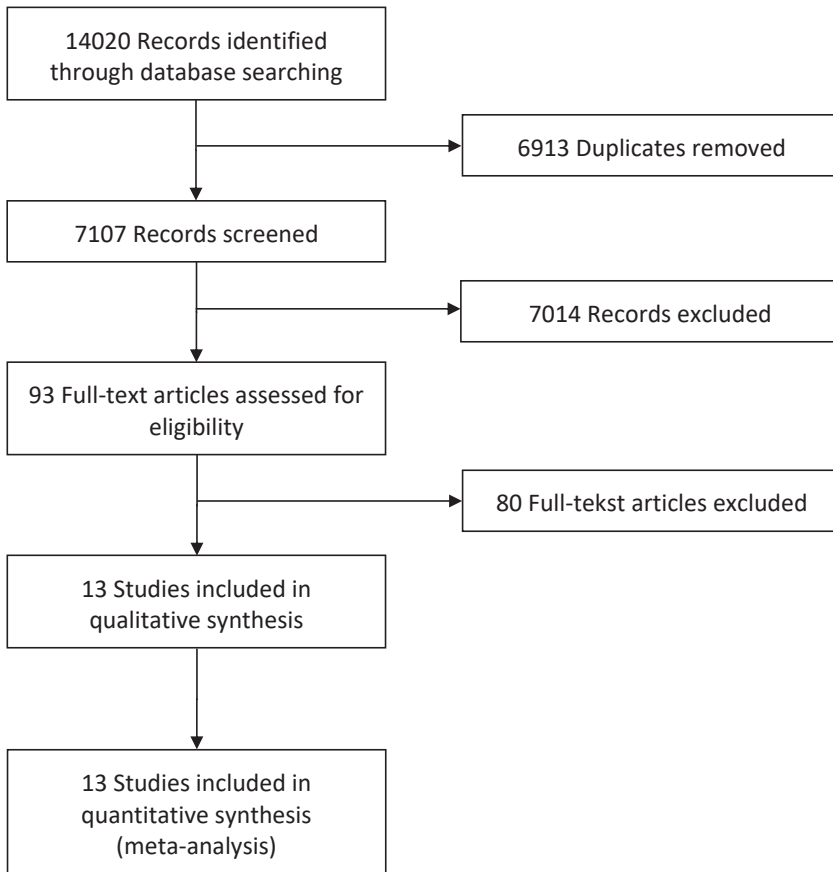 14020 Records identified
through database searching
6913 Duplicates removed
7107 Records screened
7014 Records excluded
93 Full-text articles assessed for
eligibility
80 Full-tekst articles excluded
13 Studies included in
qualitative synthesis
13 Studies included in
quantitative synthesis
(meta-analysis)